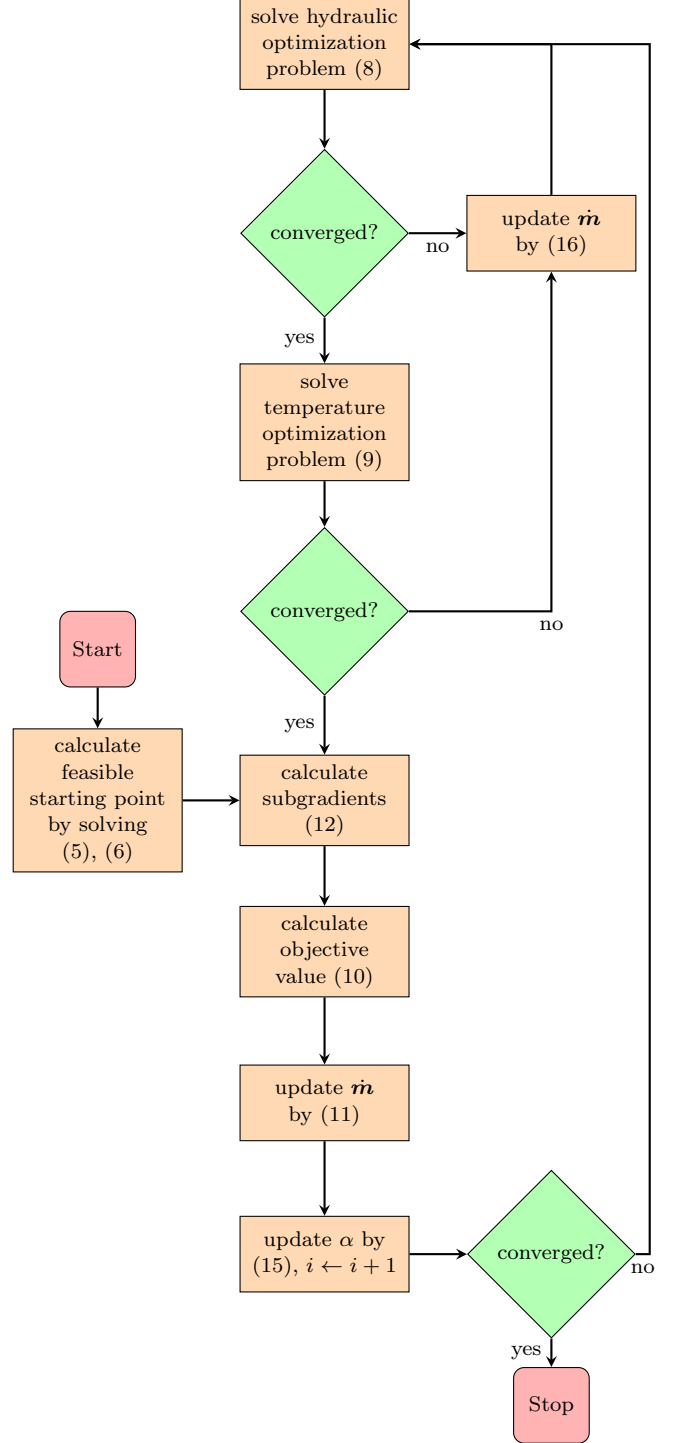 solve hydraulic
optimization
problem (8)
converged?
no
update ṁ
by (16)
yes
solve
temperature
optimization
problem (9)
converged?
no
yes
Start
calculate
feasible
starting point
by solving
(5), (6)
calculate
subgradients
(12)
calculate
objective
value (10)
update ṁ
by (11)
update α by
(15), i ← i + 1
converged?
no
yes
Stop